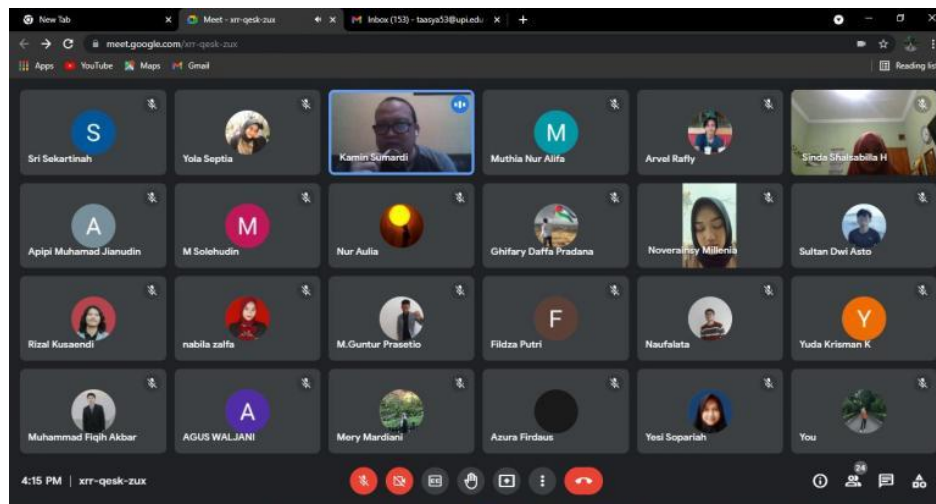 New Tab
Meet - xrr-qesk-zux
Inbox (153) - taasya53@upi.edu
meet.google.com/xrr-qesk-zux
Apps YouTube Maps Gmail
Reading list
S
M
Sri Sekartinah
Yola Septia
Kamin Sumardi
Muthia Nur Alifa
Arvel Rafly
Sinda Shalsabilla H
A
M
Apipi Muhamad Jianudin
M Solehudin
Nur Aulia
Ghifary Daffa Pradana
Noverainsy Millenia
Sultan Dwi Asto
F
Y
Rizal Kusaendi
nabila zalfa
M.Guntur Prasetio
Fildza Putri
Naufalata
Yuda Krisman K
A
Muhammad Fiqih Akbar
AGUS WALJANI
Mery Mardiani
Azura Firdaus
Yesi Sopariah
You
4:15 PM | xrr-qesk-zux
CC
24